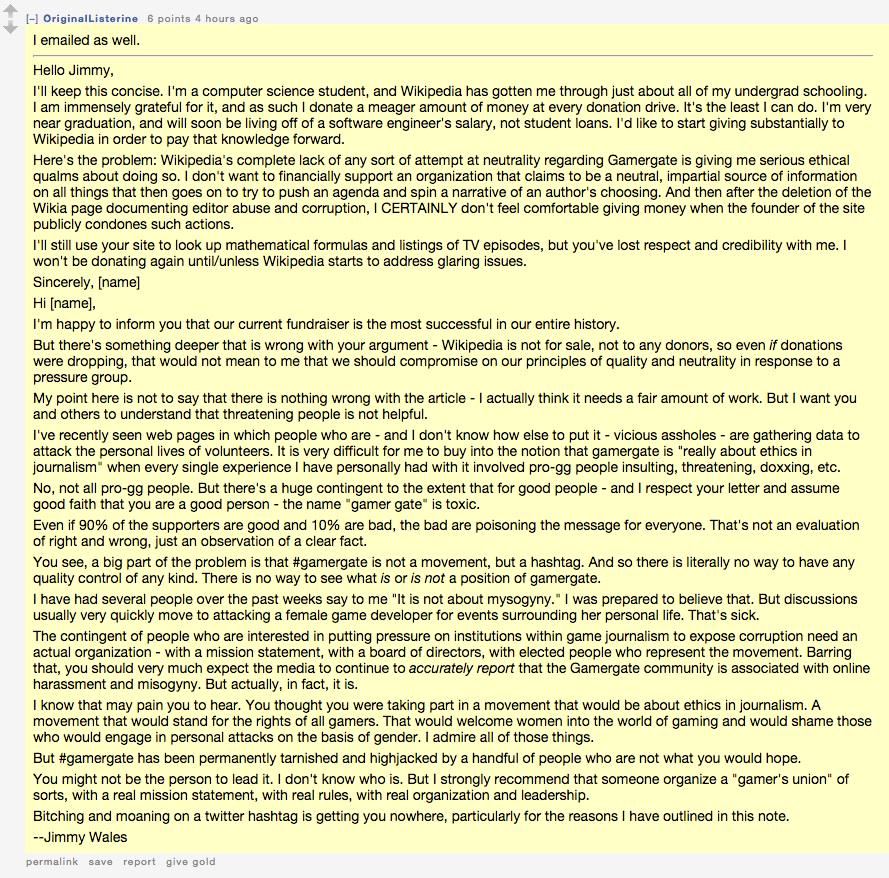 [–] OriginalListerine 6 points 4 hours ago
I emailed as well.
Hello Jimmy,
I'll keep this concise. I'm a computer science student, and Wikipedia has gotten me through just about all of my undergrad schooling.
I am immensely grateful for it, and as such I donate a meager amount of money at every donation drive. It's the least I can do. I'm very
near graduation, and will soon be living off of a software engineer's salary, not student loans. I'd like to start giving substantially to
Wikipedia in order to pay that knowledge forward.
Here's the problem: Wikipedia's complete lack of any sort of attempt at neutrality regarding Gamergate is giving me serious ethical
qualms about doing so. I don't want to financially support an organization that claims to be a neutral, impartial source of information
on all things that then goes on to try to push an agenda and spin a narrative of an author's choosing. And then after the deletion of the
Wikia page documenting editor abuse and corruption, I CERTAINLY don't feel comfortable giving money when the founder of the site
publicly condones such actions.
I'll still use your site to look up mathematical formulas and listings of TV episodes, but you've lost respect and credibility with me. I
won't be donating again until/unless Wikipedia starts to address glaring issues.
Sincerely, [name]
Hi [name],
I'm happy to inform you that our current fundraiser is the most successful in our entire history.
But there's something deeper that is wrong with your argument - Wikipedia is not for sale, not to any donors, so even if donations
were dropping, that would not mean to me that we should compromise on our principles of quality and neutrality in response to a
pressure group.
My point here is not to say that there is nothing wrong with the article - I actually think it needs a fair amount of work. But I want you
and others to understand that threatening people is not helpful.
I've recently seen web pages in which people who are - and I don't know how else to put it - vicious assholes - are gathering data to
attack the personal lives of volunteers. It is very difficult for me to buy into the notion that gamergate is "really about ethics in
journalism" when every single experience I have personally had with it involved pro-gg people insulting, threatening, doxxing, etc.
No, not all pro-gg people. But there's a huge contingent to the extent that for good people - and I respect your letter and assume
good faith that you are a good person - the name "gamer gate" is toxic.
Even if 90% of the supporters are good and 10% are bad, the bad are poisoning the message for everyone. That's not an evaluation
of right and wrong, just an observation of a clear fact.
You see, a big part of the problem is that #gamergate is not a movement, but a hashtag. And so there is literally no way to have any
quality control of any kind. There is no way to see what is or is not a position of gamergate.
I have had several people over the past weeks say to me "It is not about mysogyny." I was prepared to believe that. But discussions
usually very quickly move to attacking a female game developer for events surrounding her personal life. That's sick.
The contingent of people who are interested in putting pressure on institutions within game journalism to expose corruption need an
actual organization - with a mission statement, with a board of directors, with elected people who represent the movement. Barring
that, you should very much expect the media to continue to accurately report that the Gamergate community is associated with online
harassment and misogyny. But actually, in fact, it is.
I know that may pain you to hear. You thought you were taking part in a movement that would be about ethics in journalism. A
movement that would stand for the rights of all gamers. That would welcome women into the world of gaming and would shame those
who would engage in personal attacks on the basis of gender. I admire all of those things.
But #gamergate has been permanently tarnished and highjacked by a handful of people who are not what you would hope.
You might not be the person to lead it. I don't know who is. But I strongly recommend that someone organize a "gamer's union" of
sorts, with a real mission statement, with real rules, with real organization and leadership.
Bitching and moaning on a twitter hashtag is getting you nowhere, particularly for the reasons I have outlined in this note.
--Jimmy Wales
permalink save report give gold